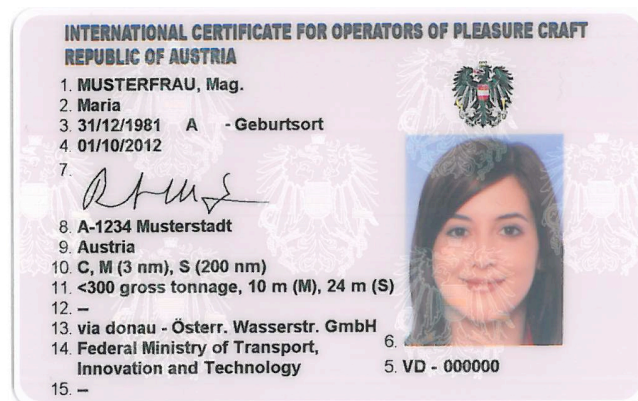 INTERNATIONAL CERTIFICATE FOR OPERATORS OF PLEASURE CRAFT
REPUBLIC OF AUSTRIA
1. MUSTERFRAU, Mag.
2. Maria
3. 31/12/1981 A - Geburtsort
4. 01/10/2012
7.
8. A-1234 Musterstadt
9. Austria
10. C, M (3 nm), S (200 nm)
11. <300 gross tonnage, 10 m (M), 24 m (S)
12. –
13. via donau - Österr. Wasserstr. GmbH
14. Federal Ministry of Transport,
Innovation and Technology
15. –
6.
5. VD - 000000